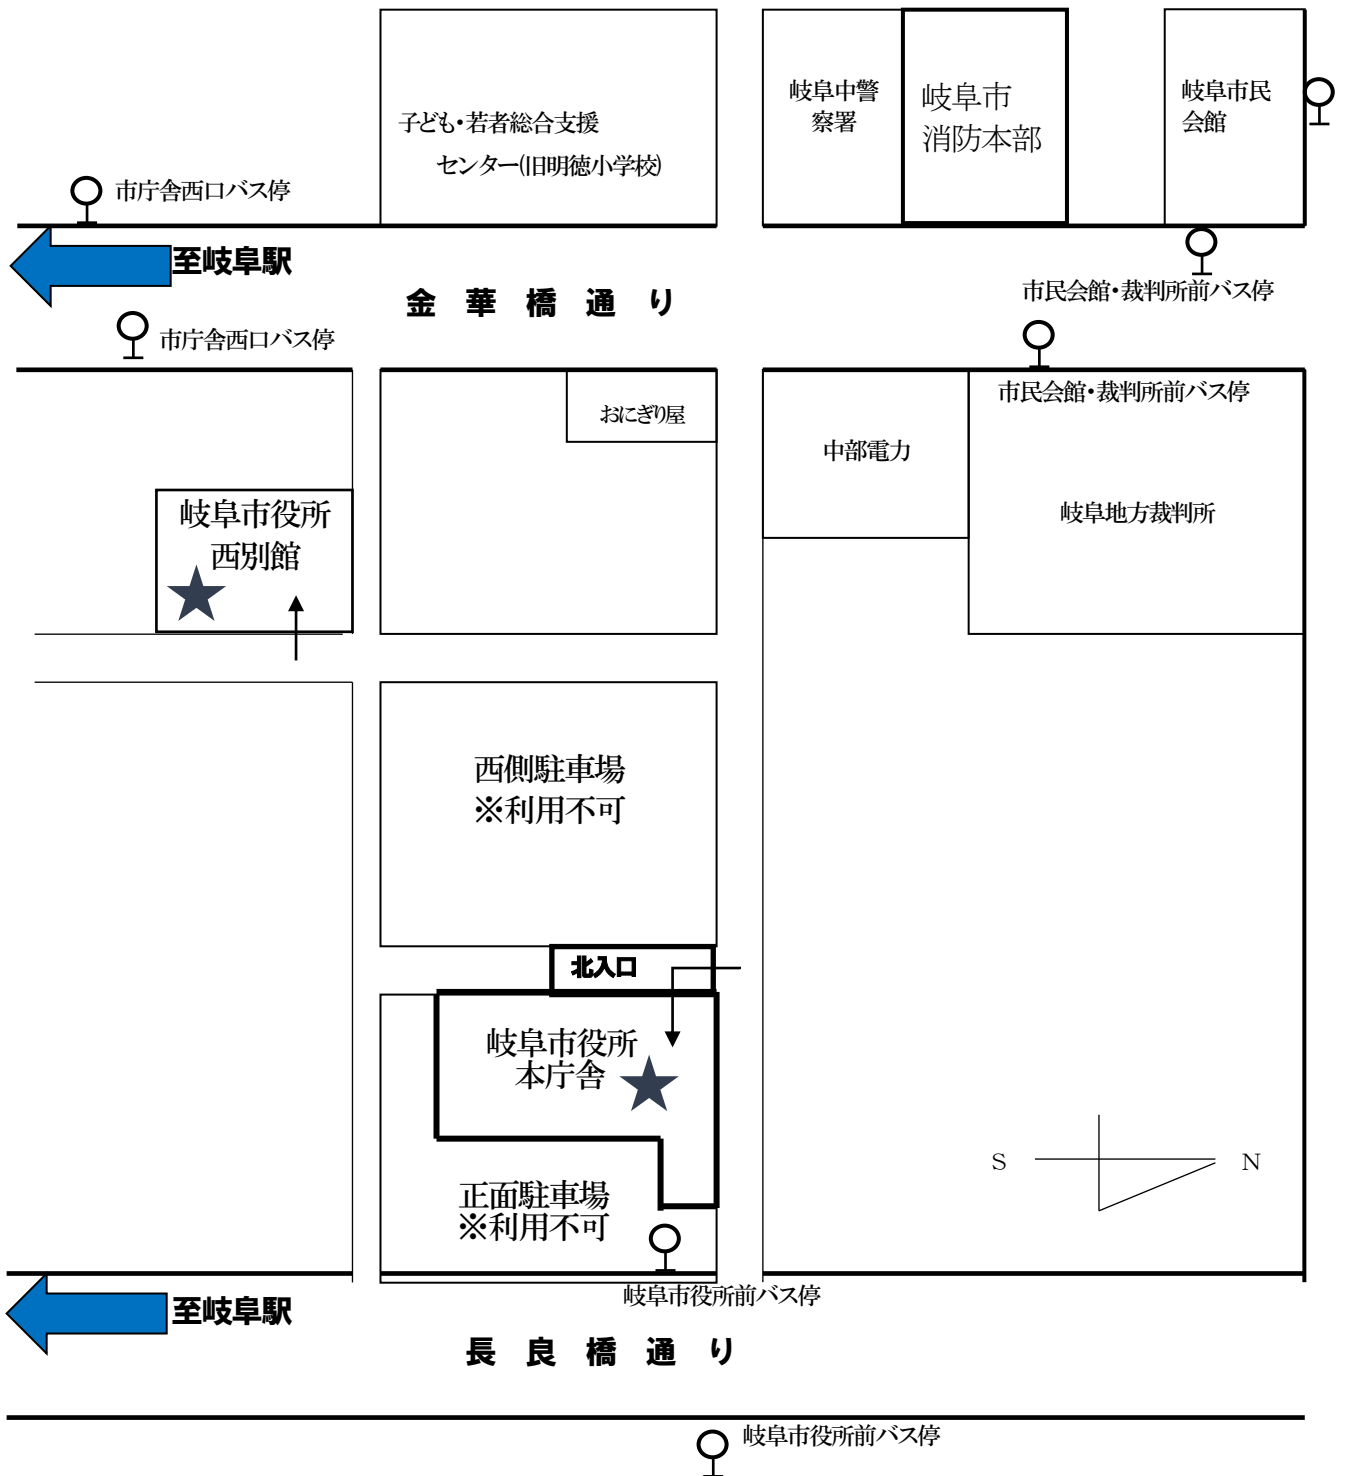 子ども・若者総合支援
センター(旧明徳小学校)
岐阜中警
察署
岐阜市
消防本部
岐阜市民
会館
市庁舎西口バス停
至岐阜駅
金華橋通り
市民会館・裁判所前バス停
市庁舎西口バス停
市民会館・裁判所前バス停
おにぎり屋
中部電力
岐阜地方裁判所
岐阜市役所
西別館
西側駐車場
※利用不可
北入口
岐阜市役所
本庁舎
S
N
正面駐車場
※利用不可
岐阜市役所前バス停
至岐阜駅
長良橋通り
岐阜市役所前バス停